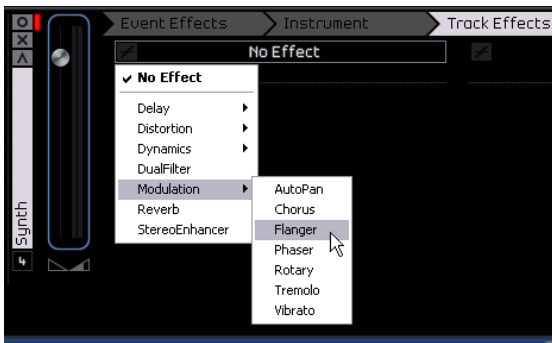 Event Effects
Instrument
Track Effects
No Effect
No Effect
Delay
Distortion
Dynamics
DualFilter
Modulation
Reverb
StereoEnhancer
AutoPan
Chorus
Flanger
Phaser
Rotary
Tremolo
Vibrato
Synth
4